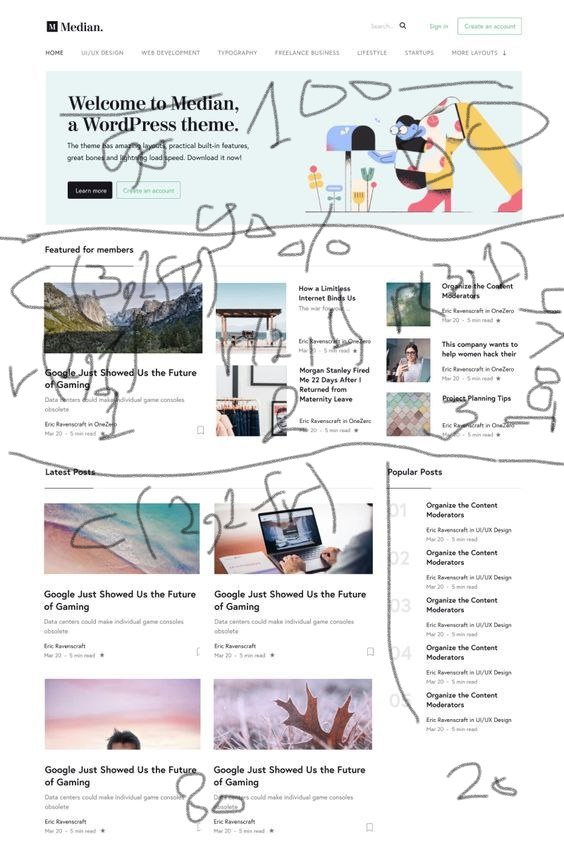 M Median.
Search... Sign in Create an account
HOME UI/UX DESIGN WEB DEVELOPMENT TYPOGRAPHY FREELANCE BUSINESS LIFESTYLE STARTUPS MORE LAYOUTS ↓
Welcome to Median,
a WordPress theme.
The theme has amazing layouts, practical built-in features,
great bones and lightning load speed. Download it now!
Learn more Create an account
100
90
%
Featured for members
Google Just Showed Us the Future
of Gaming
Data centers could make individual game consoles
obsolete
Eric Ravenscraft in OneZero
Mar 20 - 5 min read ★
How a Limitless
Internet Binds Us
The war for your
Eric Ravenscraft in OneZero
Mar 20 - 5 min read ★
Morgan Stanley Fired
Me 22 Days After I
Returned from
Maternity Leave
Eric Ravenscraft in OneZero
Mar 20 - 5 min read ★
Organize the Content
Moderators
Eric Ravenscraft in OneZero
Mar 20 - 5 min read ★
This company wants to
help women hack their
Eric Ravenscraft in OneZero
Mar 20 - 5 min read ★
Project Planning Tips
Eric Ravenscraft in OneZero
Mar 20 - 5 min read ★
c(3,1fr)
1
2
3
100vh
Latest Posts
c(2,1fr)
Google Just Showed Us the Future
of Gaming
Data centers could make individual game consoles
obsolete
Eric Ravenscraft
Mar 20 - 5 min read ★
Google Just Showed Us the Future
of Gaming
Data centers could make individual game consoles
obsolete
Eric Ravenscraft
Mar 20 - 5 min read ★
Google Just Showed Us the Future
of Gaming
Data centers could make individual game consoles
obsolete
Eric Ravenscraft
Mar 20 - 5 min read ★
Google Just Showed Us the Future
of Gaming
Data centers could make individual game consoles
obsolete
Eric Ravenscraft
Mar 20 - 5 min read ★
80
Popular Posts
01 Organize the Content
Moderators
Eric Ravenscraft in UI/UX Design
Mar 20 - 5 min read
02 Organize the Content
Moderators
Eric Ravenscraft in UI/UX Design
Mar 20 - 5 min read
03 Organize the Content
Moderators
Eric Ravenscraft in UI/UX Design
Mar 20 - 5 min read
04 Organize the Content
Moderators
Eric Ravenscraft in UI/UX Design
Mar 20 - 5 min read
05 Organize the Content
Moderators
Eric Ravenscraft in UI/UX Design
Mar 20 - 5 min read
20